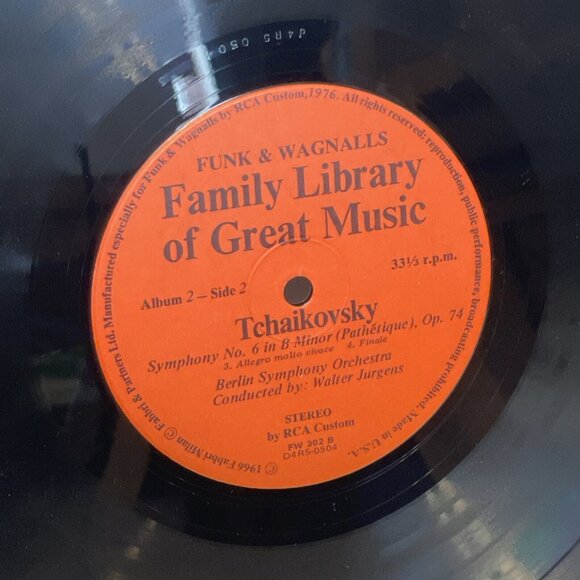 J4RS 050
FUNK & WAGNALLS
Family Library
of Great Music
Album 2 – Side 2
33⅓ r.p.m.
Tchaikovsky
Symphony No. 6 in B Minor (Pathétique), Op. 74
3. Allegro molto vivace 4. Finale
Berlin Symphony Orchestra
Conducted by: Walter Jurgens
STEREO
by RCA Custom
FW 302 B
D4RS-0504
© 1966 Fabbri Milan © Fabbri & Partners Ltd. Manufactured especially for Funk & Wagnalls by RCA Custom, 1976. All rights reserved: reproduction, public performance, broadcasting prohibited. Made in U.S.A.